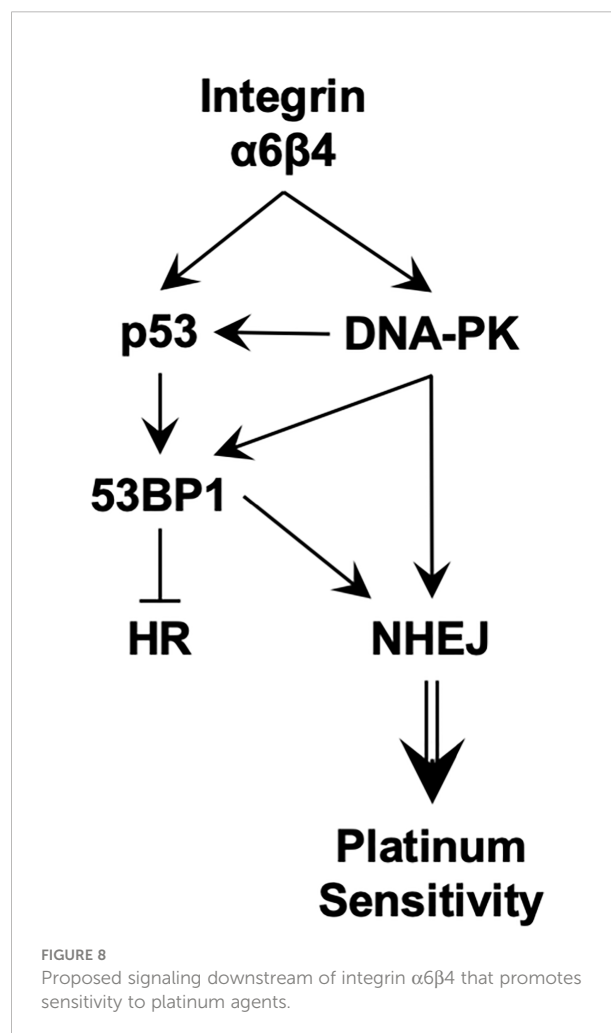 Integrin
α6β4
p53
DNA-PK
53BP1
HR
NHEJ
Platinum
Sensitivity
FIGURE 8
Proposed signaling downstream of integrin α6β4 that promotes
sensitivity to platinum agents.